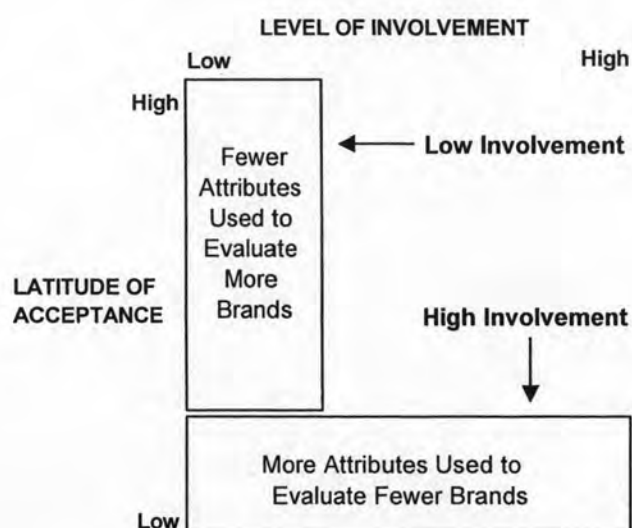 LEVEL OF INVOLVEMENT
Low
High
High
Low Involvement
Fewer
Attributes
Used to
Evaluate
More
Brands
LATITUDE OF
ACCEPTANCE
High Involvement
More Attributes Used to
Evaluate Fewer Brands
Low